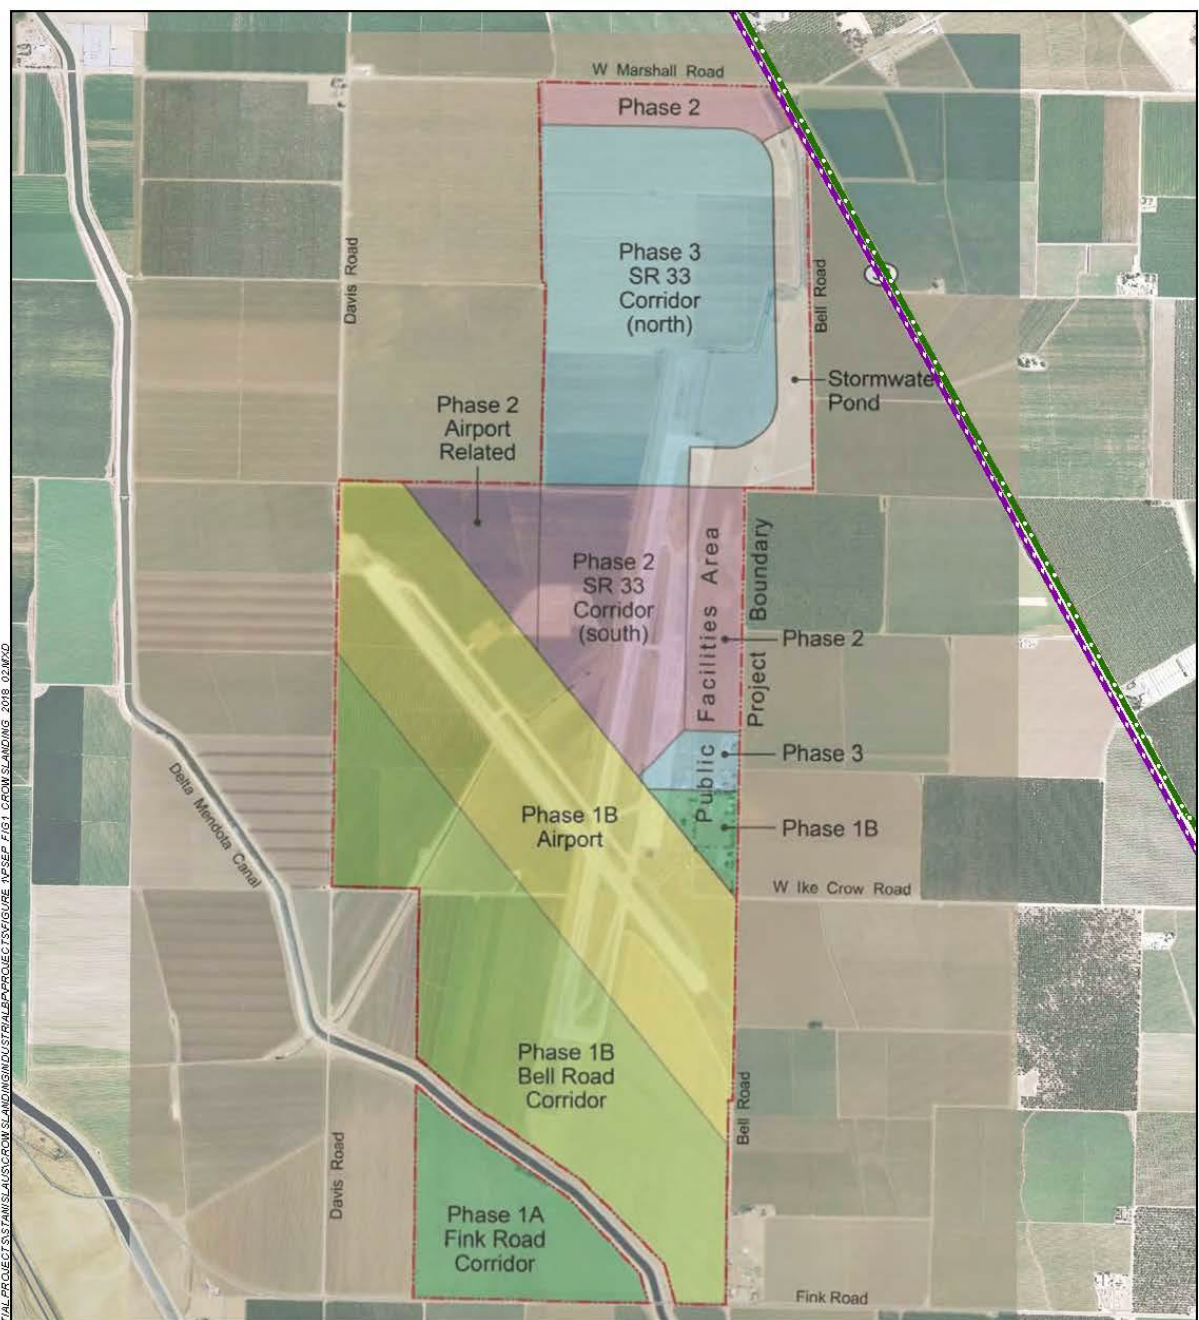 W Marshall Road
Phase 2
Davis Road
Phase 3
SR 33
Corridor
(north)
Bell Road
Stormwate
Pond
Phase 2
Airport
Related
Phase 2
SR 33
Corridor
(south)
Public Facilities Area
Project Boundary
Phase 2
Phase 3
Phase 1B
Phase 1B
Airport
W Ike Crow Road
Delta Mendota Canal
Phase 1B
Bell Road
Corridor
Bell Road
Davis Road
Phase 1A
Fink Road
Corridor
Fink Road